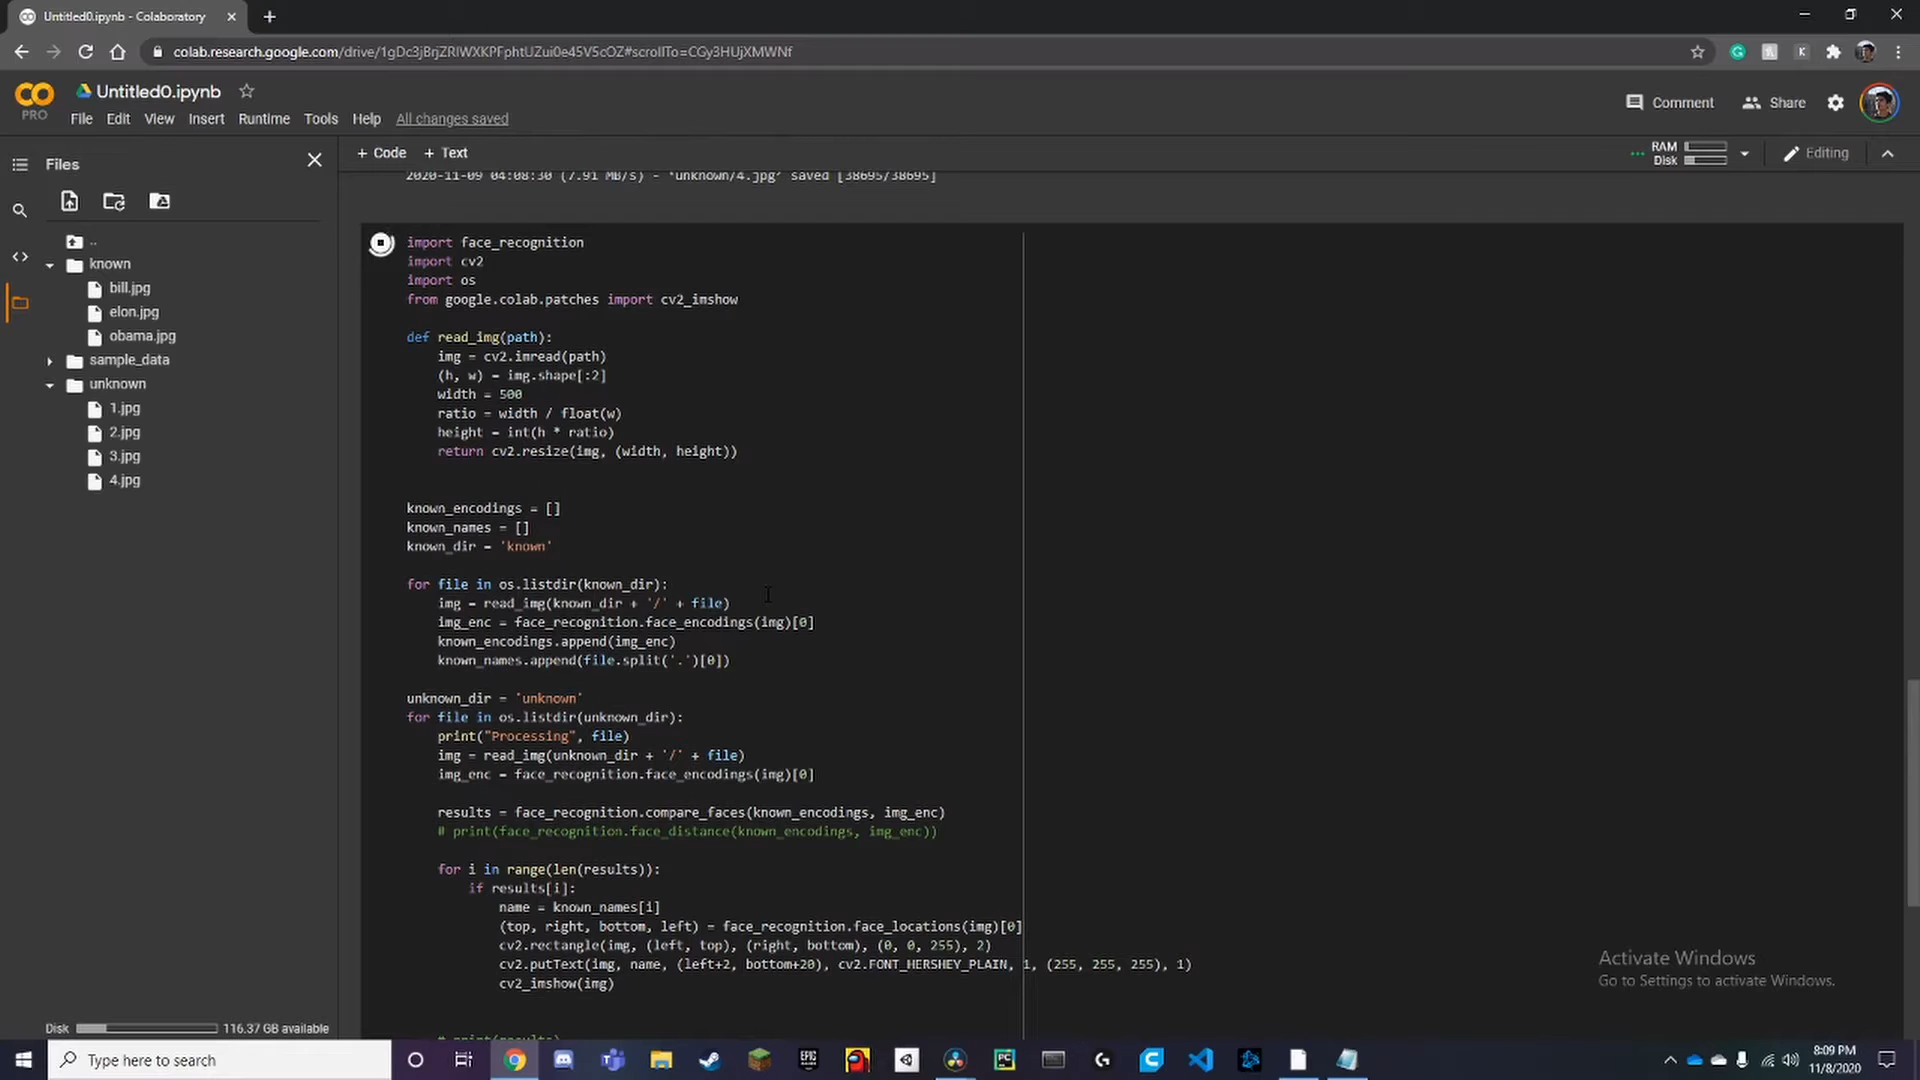 Untitled0.ipynb - Colaboratory
colab.research.google.com/drive/1gDc3jBrjZRlWXKPFphtUZui0e45V5cOZ#scrollTo=CGy3HUjXMWNf
Untitled0.ipynb
PRO
File Edit View Insert Runtime Tools Help All changes saved
Comment Share
Files
+ Code + Text
RAM
Disk
Editing
2020-11-09 04:08:30 (7.91 MB/s) - 'unknown/4.jpg' saved [38695/38695]
..
known
bill.jpg
elon.jpg
obama.jpg
sample_data
unknown
1.jpg
2.jpg
3.jpg
4.jpg
import face_recognition
import cv2
import os
from google.colab.patches import cv2_imshow
def read_img(path):
img = cv2.imread(path)
(h, w) = img.shape[:2]
width = 500
ratio = width / float(w)
height = int(h * ratio)
return cv2.resize(img, (width, height))
known_encodings = []
known_names = []
known_dir = 'known'
for file in os.listdir(known_dir):
img = read_img(known_dir + '/' + file)
img_enc = face_recognition.face_encodings(img)[0]
known_encodings.append(img_enc)
known_names.append(file.split('.')[0])
unknown_dir = 'unknown'
for file in os.listdir(unknown_dir):
print("Processing", file)
img = read_img(unknown_dir + '/' + file)
img_enc = face_recognition.face_encodings(img)[0]
results = face_recognition.compare_faces(known_encodings, img_enc)
# print(face_recognition.face_distance(known_encodings, img_enc))
for i in range(len(results)):
if results[i]:
name = known_names[i]
(top, right, bottom, left) = face_recognition.face_locations(img)[0]
cv2.rectangle(img, (left, top), (right, bottom), (0, 0, 255), 2)
cv2.putText(img, name, (left+2, bottom+20), cv2.FONT_HERSHEY_PLAIN, 1, (255, 255, 255), 1)
cv2_imshow(img)
# print(results)
Activate Windows
Go to Settings to activate Windows.
Disk 116.37 GB available
Type here to search
8:09 PM
11/8/2020